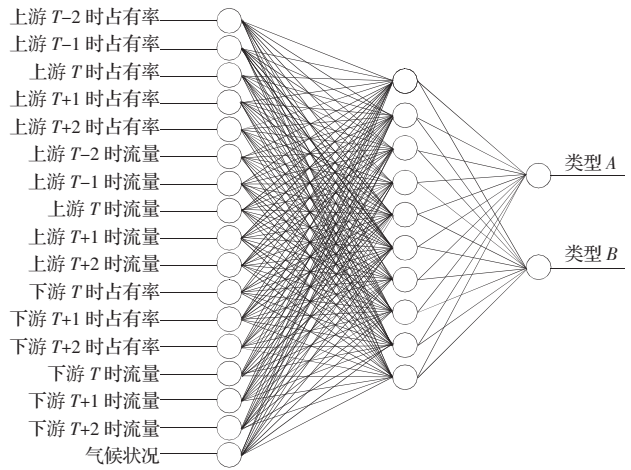 上游 T−2 时占有率
上游 T−1 时占有率
上游 T 时占有率
上游 T+1 时占有率
上游 T+2 时占有率
上游 T−2 时流量
上游 T−1 时流量
上游 T 时流量
上游 T+1 时流量
上游 T+2 时流量
下游 T 时占有率
下游 T+1 时占有率
下游 T+2 时占有率
下游 T 时流量
下游 T+1 时流量
下游 T+2 时流量
气候状况
类型 A
类型 B